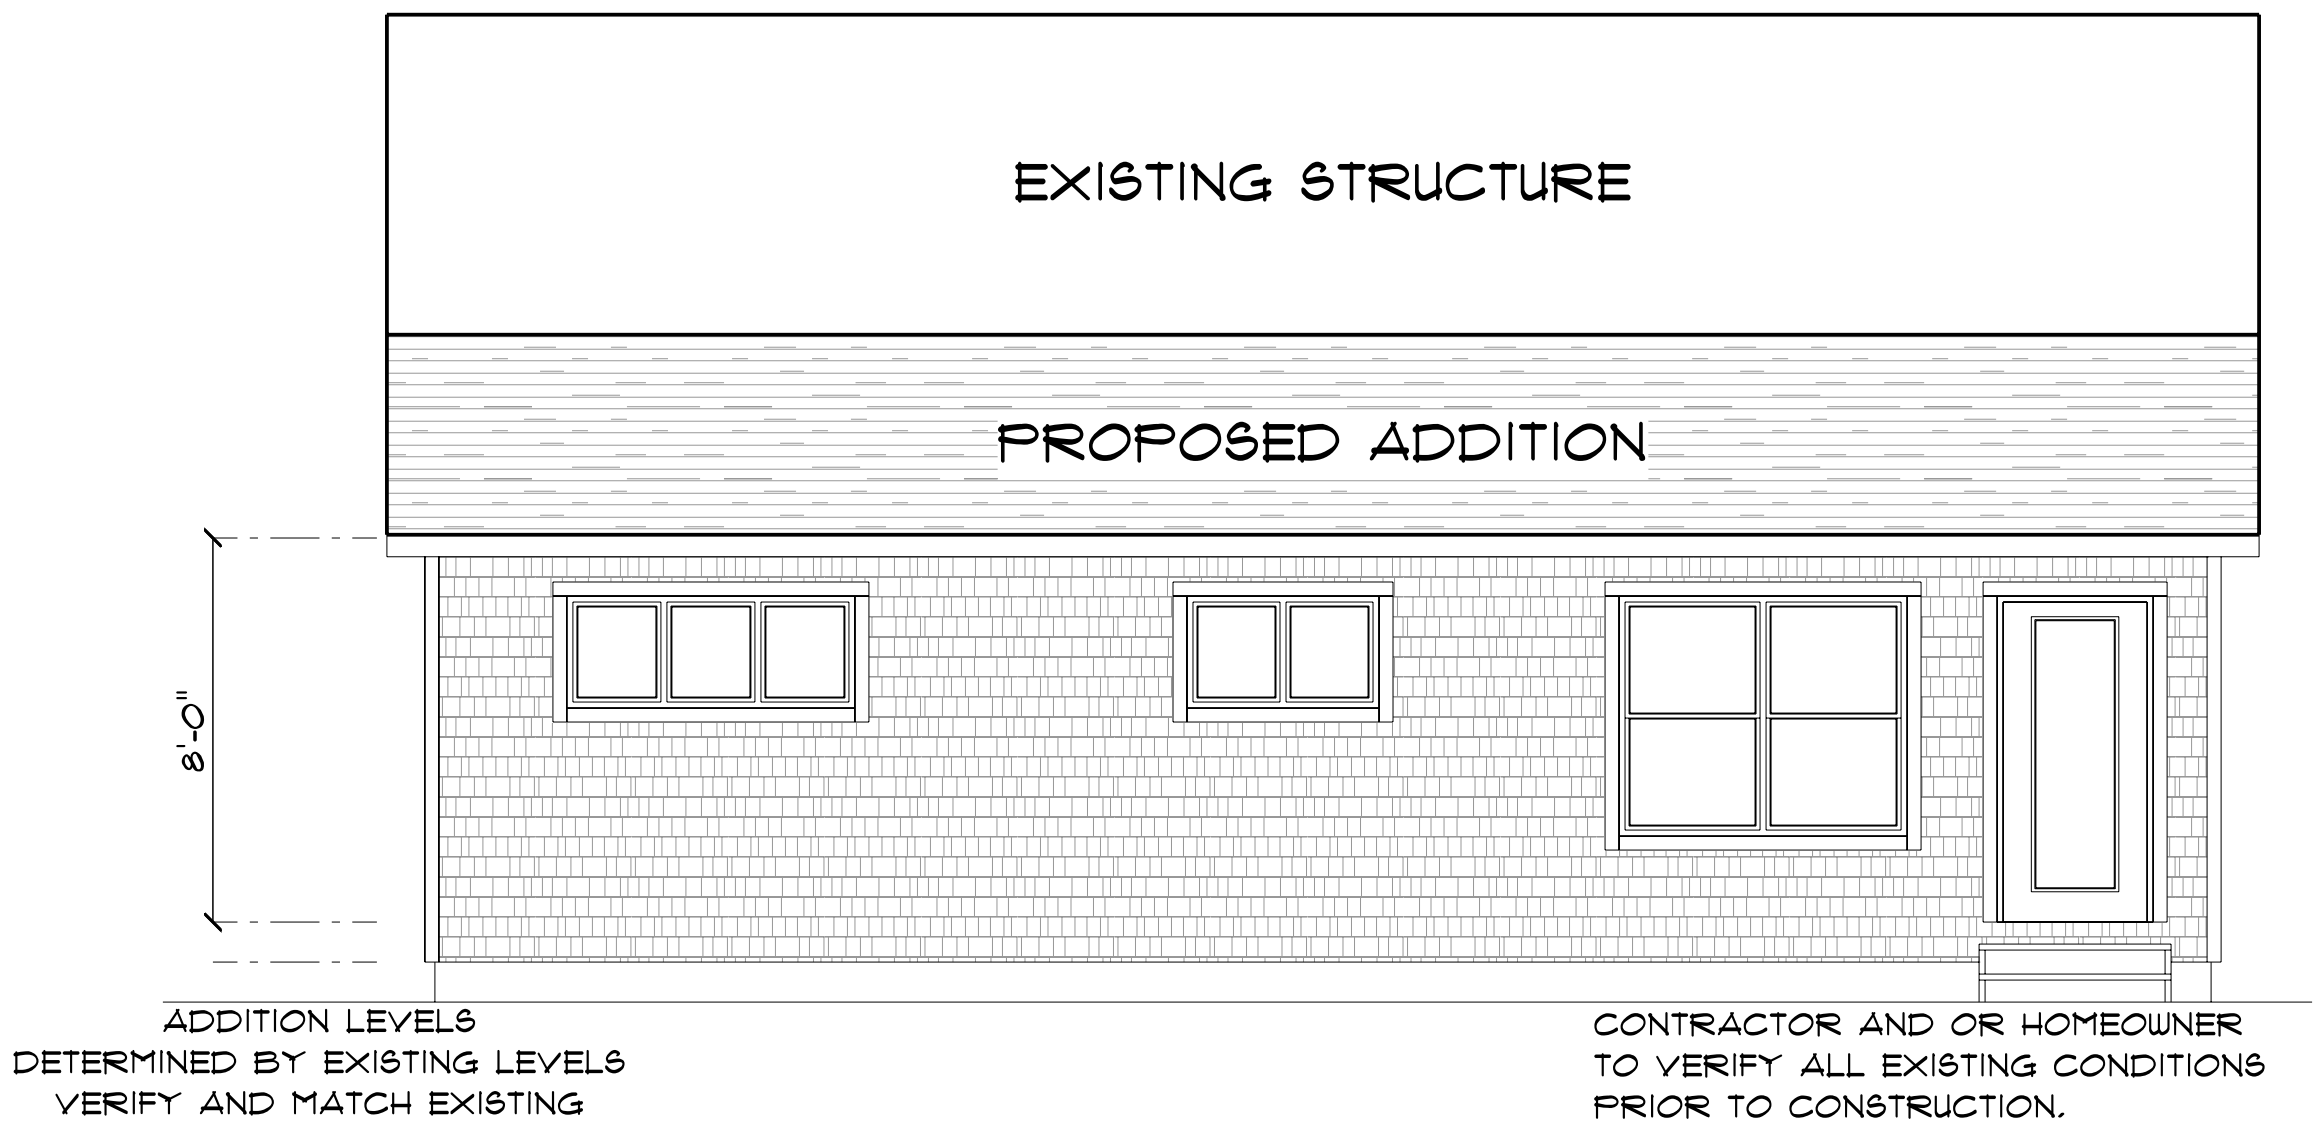 EXISTING STRUCTURE
PROPOSED ADDITION
8'-0"
ADDITION LEVELS
DETERMINED BY EXISTING LEVELS
VERIFY AND MATCH EXISTING
CONTRACTOR AND OR HOMEOWNER
TO VERIFY ALL EXISTING CONDITIONS
PRIOR TO CONSTRUCTION.